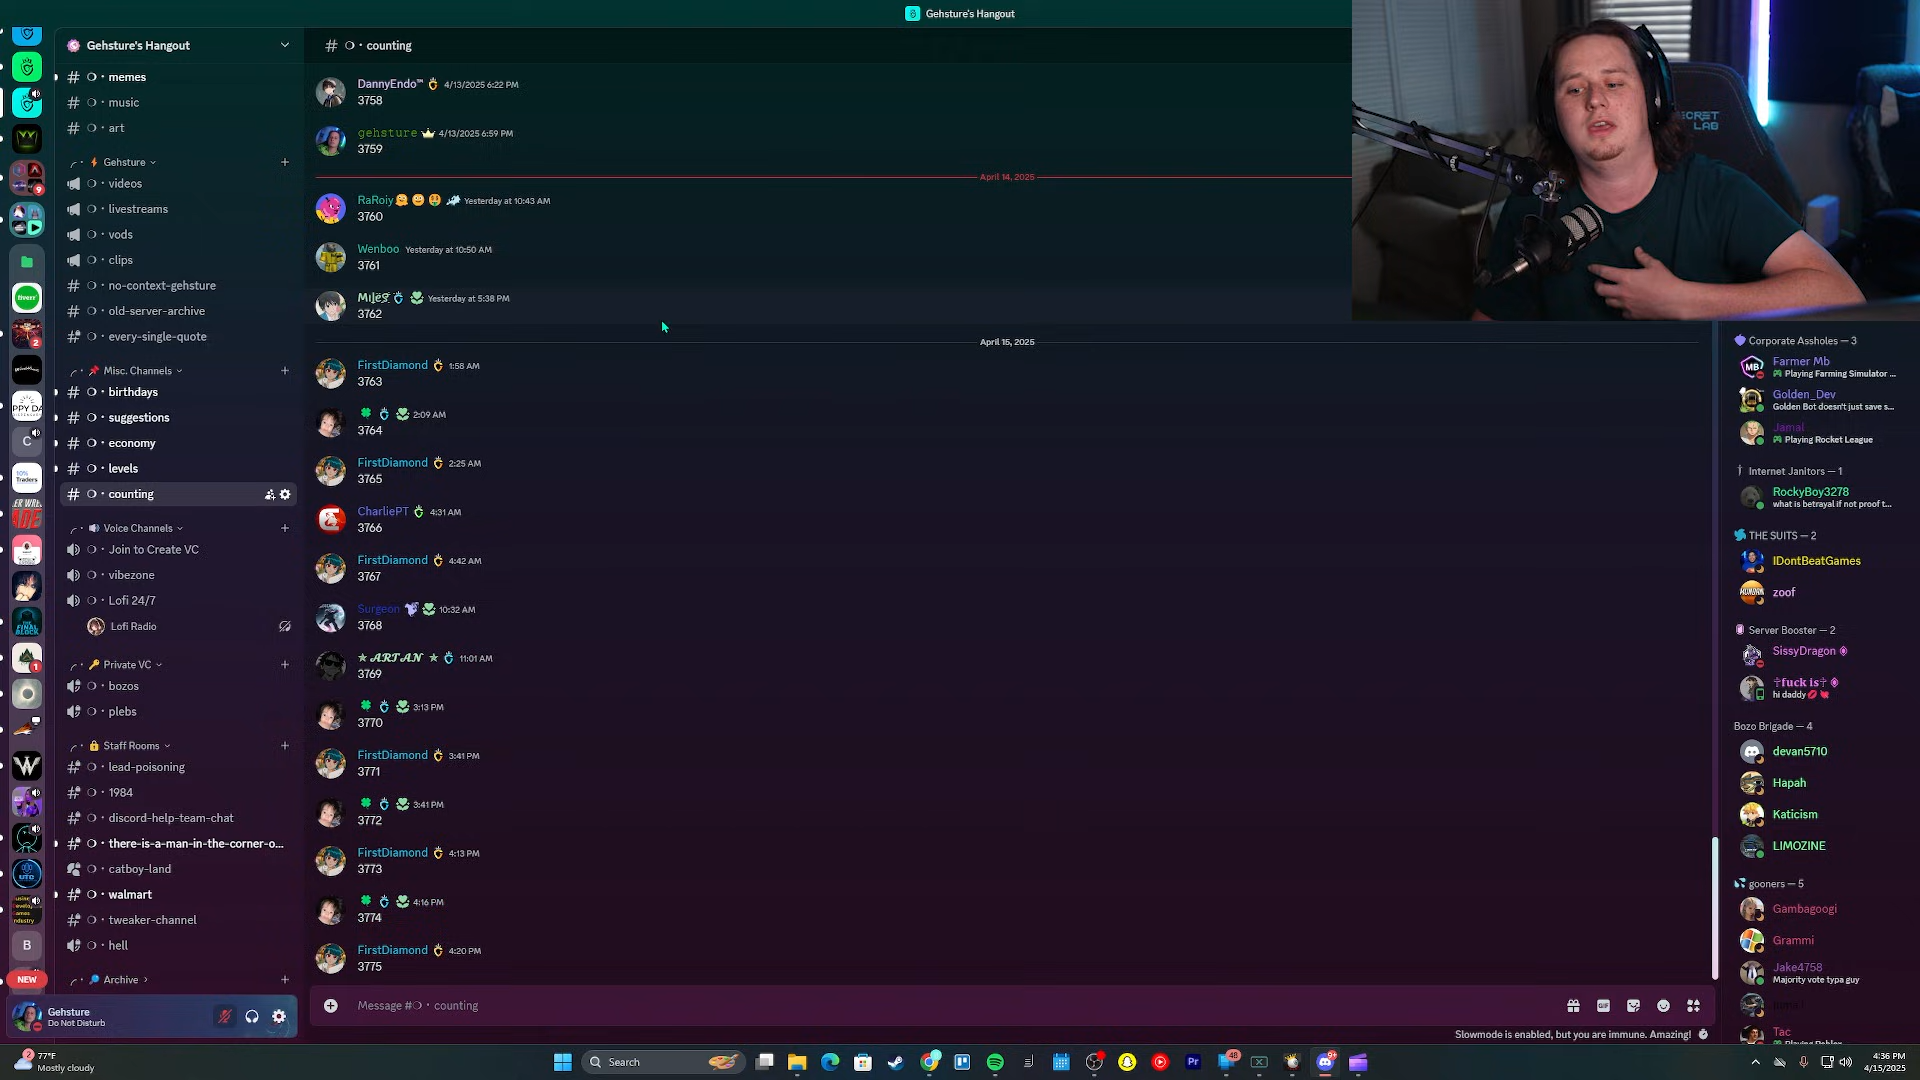 Gehsture's Hangout
Gehsture's Hangout
memes
music
art
Gehsture
videos
livestreams
vods
clips
no-context-gehsture
old-server-archive
every-single-quote
Misc. Channels
birthdays
suggestions
economy
levels
counting
Voice Channels
Join to Create VC
vibezone
Lofi 24/7
Lofi Radio
Private VC
bozos
plebs
Staff Rooms
lead-poisoning
1984
discord-help-team-chat
there-is-a-man-in-the-corner-o...
catboy-land
walmart
tweaker-channel
hell
Archive
NEW
Gehsture
Do Not Disturb
counting
DannyEndo™ 4/13/2025 6:22 PM
3758
gehsture 4/13/2025 6:59 PM
3759
April 14, 2025
RaRoiy Yesterday at 10:43 AM
3760
Wenboo Yesterday at 10:50 AM
3761
Yesterday at 5:38 PM
3762
April 15, 2025
FirstDiamond 1:58 AM
3763
2:09 AM
3764
FirstDiamond 2:25 AM
3765
CharliePT 4:31 AM
3766
FirstDiamond 4:42 AM
3767
Surgeon 10:32 AM
3768
★ 𝓐𝓡𝓣𝓐𝓝 ★ 11:01 AM
3769
3:13 PM
3770
FirstDiamond 3:41 PM
3771
3:41 PM
3772
FirstDiamond 4:13 PM
3773
4:16 PM
3774
FirstDiamond 4:20 PM
3775
Message # counting
Slowmode is enabled, but you are immune. Amazing!
Corporate Assholes — 3
Farmer Mb
Playing Farming Simulator ...
Golden_Dev
Golden Bot doesn't just save s...
Jamal
Playing Rocket League
Internet Janitors — 1
RockyBoy3278
what is betrayal if not proof t...
THE SUITS — 2
IDontBeatGames
zoof
Server Booster — 2
SissyDragon
†fuck is†
hi daddy
Bozo Brigade — 4
devan5710
Hapah
Katicism
LIMOZINE
gooners — 5
Gambagoogi
Grammi
Jake4758
Majority vote typa guy
Tac
77°F
Mostly cloudy
Search
4:36 PM
4/15/2025